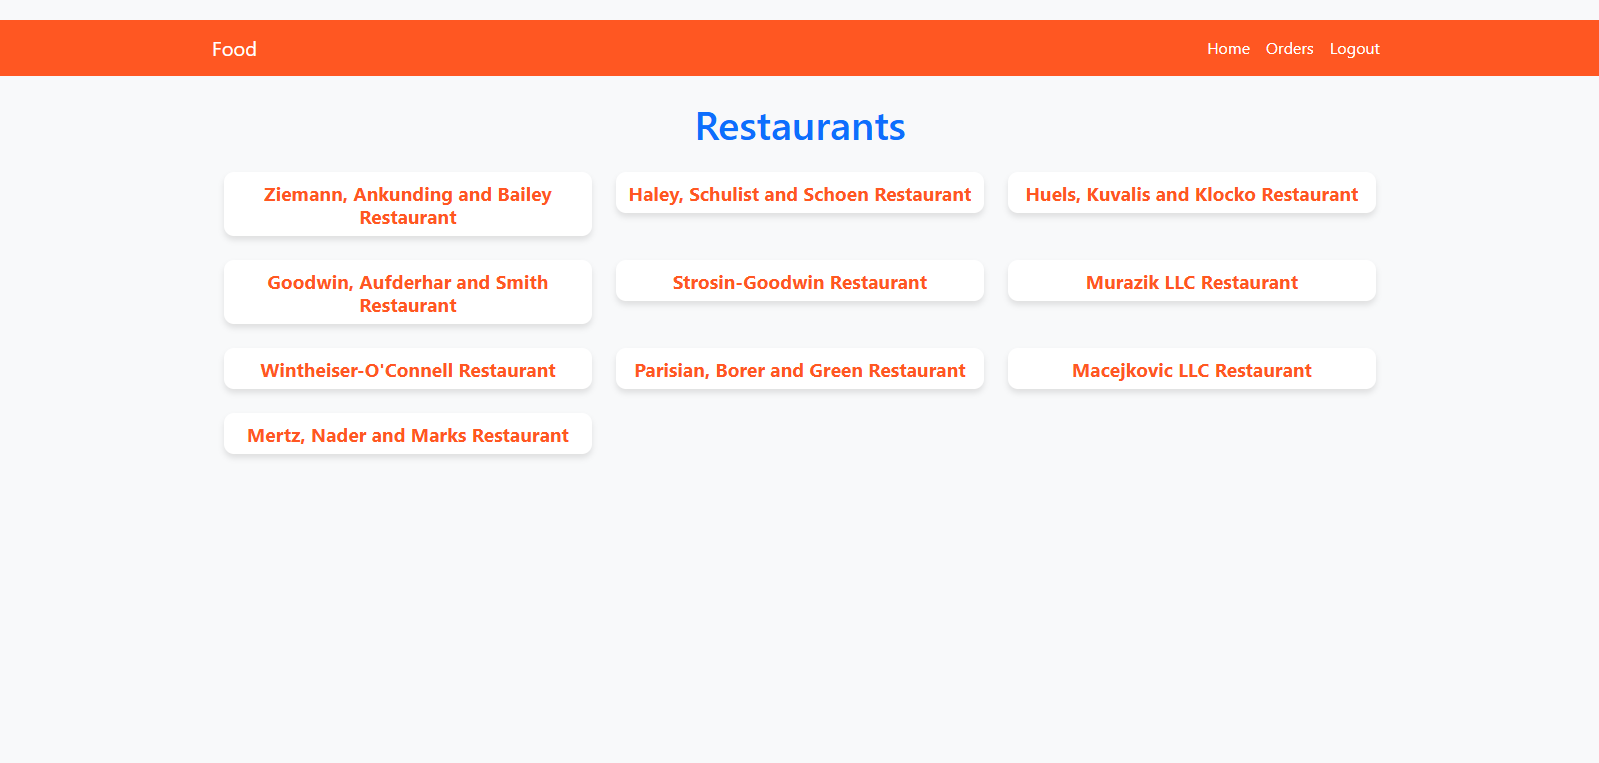 Food
Home Orders Logout
Restaurants
Ziemann, Ankunding and Bailey
Restaurant
Haley, Schulist and Schoen Restaurant
Huels, Kuvalis and Klocko Restaurant
Goodwin, Aufderhar and Smith
Restaurant
Strosin-Goodwin Restaurant
Murazik LLC Restaurant
Wintheiser-O'Connell Restaurant
Parisian, Borer and Green Restaurant
Macejkovic LLC Restaurant
Mertz, Nader and Marks Restaurant